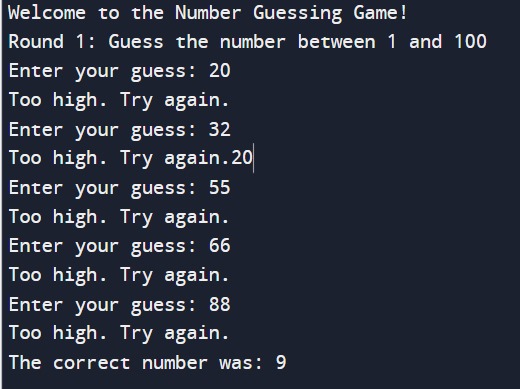 Welcome to the Number Guessing Game!
Round 1: Guess the number between 1 and 100
Enter your guess: 20
Too high. Try again.
Enter your guess: 32
Too high. Try again.20
Enter your guess: 55
Too high. Try again.
Enter your guess: 66
Too high. Try again.
Enter your guess: 88
Too high. Try again.
The correct number was: 9